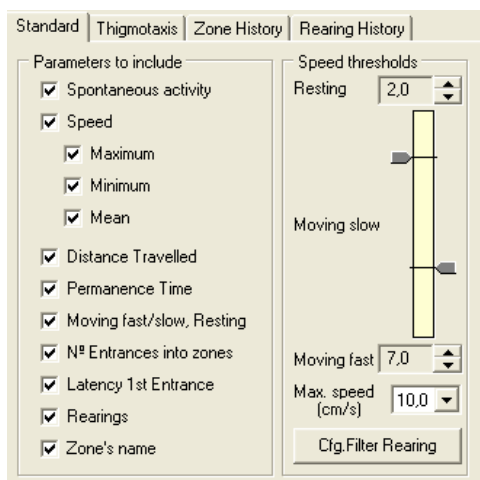 Standard Thigmotaxis Zone History Rearing History
Parameters to include
Spontaneous activity
Speed
Maximum
Minimum
Mean
Distance Travelled
Permanence Time
Moving fast/slow, Resting
Nº Entrances into zones
Latency 1st Entrance
Rearings
Zone's name
Speed thresholds
Resting 2,0
Moving slow
Moving fast 7,0
Max. speed
(cm/s) 10,0
Cfg.Filter Rearing